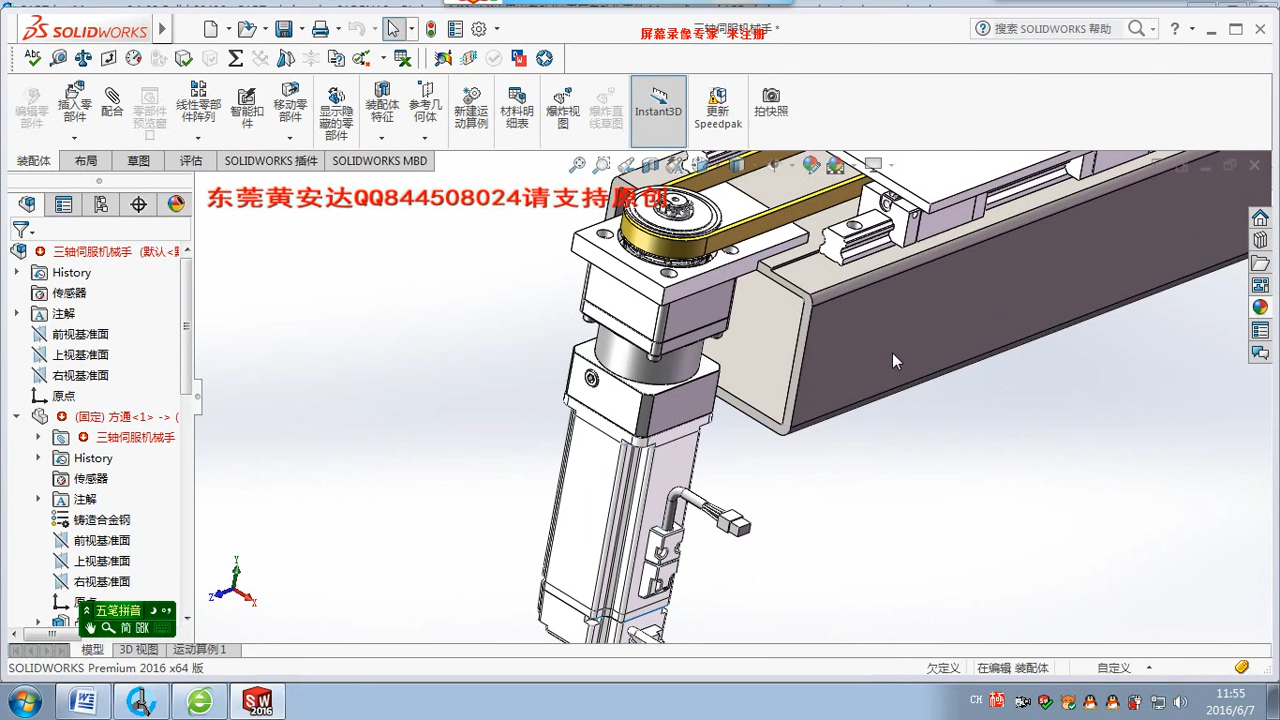 SOLIDWORKS
三轴伺服机械手 *
屏幕录像专家 未注册
搜索 SOLIDWORKS 帮助
编辑零部件
插入零部件
配合
零部件预览窗口
线性零部件阵列
智能扣件
移动零部件
显示隐藏的零部件
装配体特征
参考几何体
新建运动算例
材料明细表
爆炸视图
爆炸直线草图
Instant3D
更新 Speedpak
拍快照
装配体 布局 草图 评估 SOLIDWORKS 插件 SOLIDWORKS MBD
东莞黄安达QQ844508024请支持原创
三轴伺服机械手 (默认<默
History
传感器
注解
前视基准面
上视基准面
右视基准面
原点
(固定) 方通<1> -> (
三轴伺服机械手
History
传感器
注解
铸造合金钢
前视基准面
上视基准面
右视基准面
五笔拼音
简 GBK
Y
Z
X
模型 3D 视图 运动算例1
SOLIDWORKS Premium 2016 x64 版
欠定义 在编辑 装配体 自定义
SW 2016
CH
11:55
2016/6/7